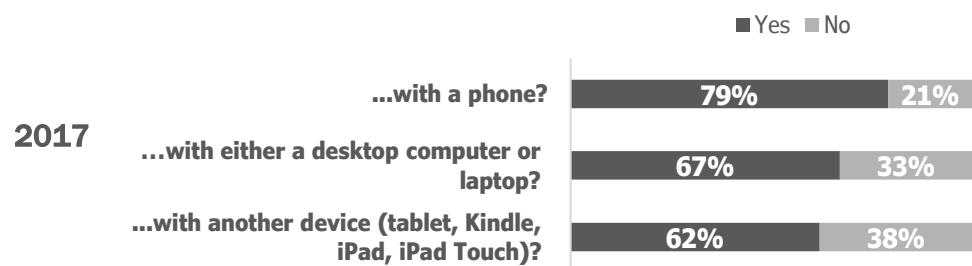 Yes No
...with a phone?
79% 21%
2017
...with either a desktop computer or
laptop?
67% 33%
...with another device (tablet, Kindle,
iPad, iPad Touch)?
62% 38%